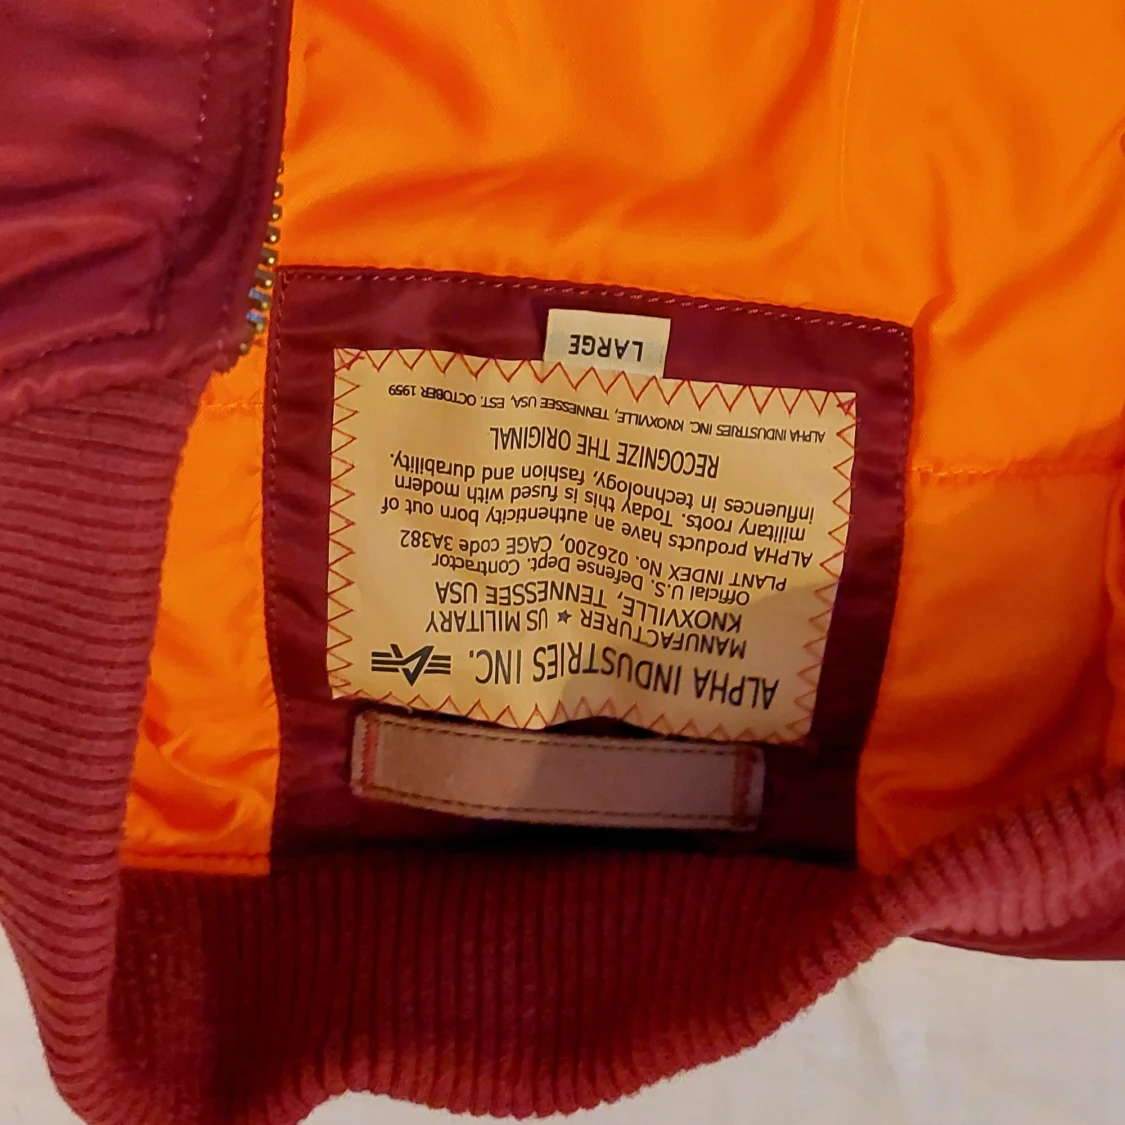 ALPHA INDUSTRIES INC.
MANUFACTURER ★ US MILITARY
KNOXVILLE, TENNESSEE USA
Official U.S. Defense Dept. Contractor
PLANT INDEX No. 026200, CAGE code 3A382
ALPHA products have an authenticity born out of
military roots. Today this is fused with modern
influences in technology, fashion and durability.
RECOGNIZE THE ORIGINAL
ALPHA INDUSTRIES INC. KNOXVILLE, TENNESSEE USA, EST. OCTOBER 1959
LARGE